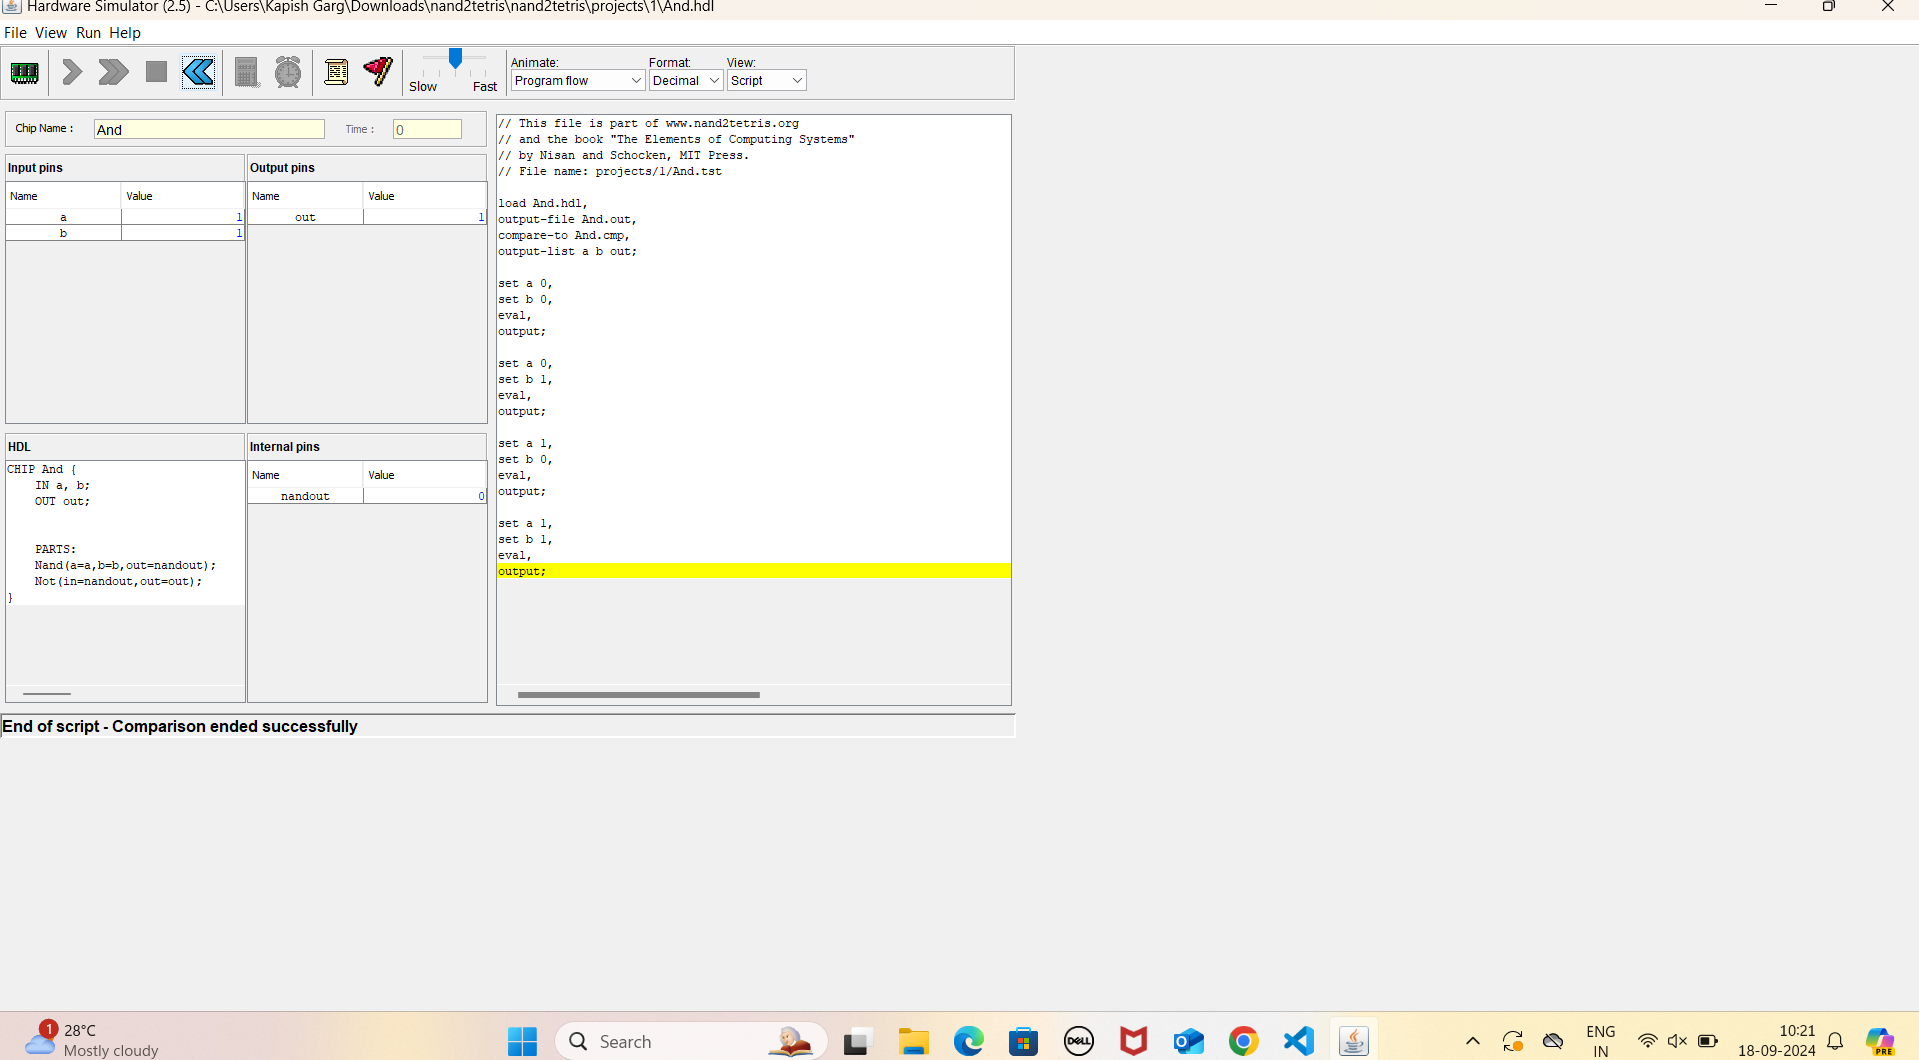 Hardware Simulator (2.5) - C:\Users\Kapish Garg\Downloads\nand2tetris\nand2tetris\projects\1\And.hdl
File View Run Help
Slow Fast
Animate: Format: View:
Program flow Decimal Script
Chip Name : And Time : 0
Input pins
Name Value
a 1
b 1
Output pins
Name Value
out 1
HDL
CHIP And {
IN a, b;
OUT out;
PARTS:
Nand(a=a,b=b,out=nandout);
Not(in=nandout,out=out);
}
Internal pins
Name Value
nandout 0
// This file is part of www.nand2tetris.org
// and the book "The Elements of Computing Systems"
// by Nisan and Schocken, MIT Press.
// File name: projects/1/And.tst
load And.hdl,
output-file And.out,
compare-to And.cmp,
output-list a b out;
set a 0,
set b 0,
eval,
output;
set a 0,
set b 1,
eval,
output;
set a 1,
set b 0,
eval,
output;
set a 1,
set b 1,
eval,
output;
End of script - Comparison ended successfully
1
28°C
Mostly cloudy
Search
DELL
ENG
IN
10:21
18-09-2024
PRE